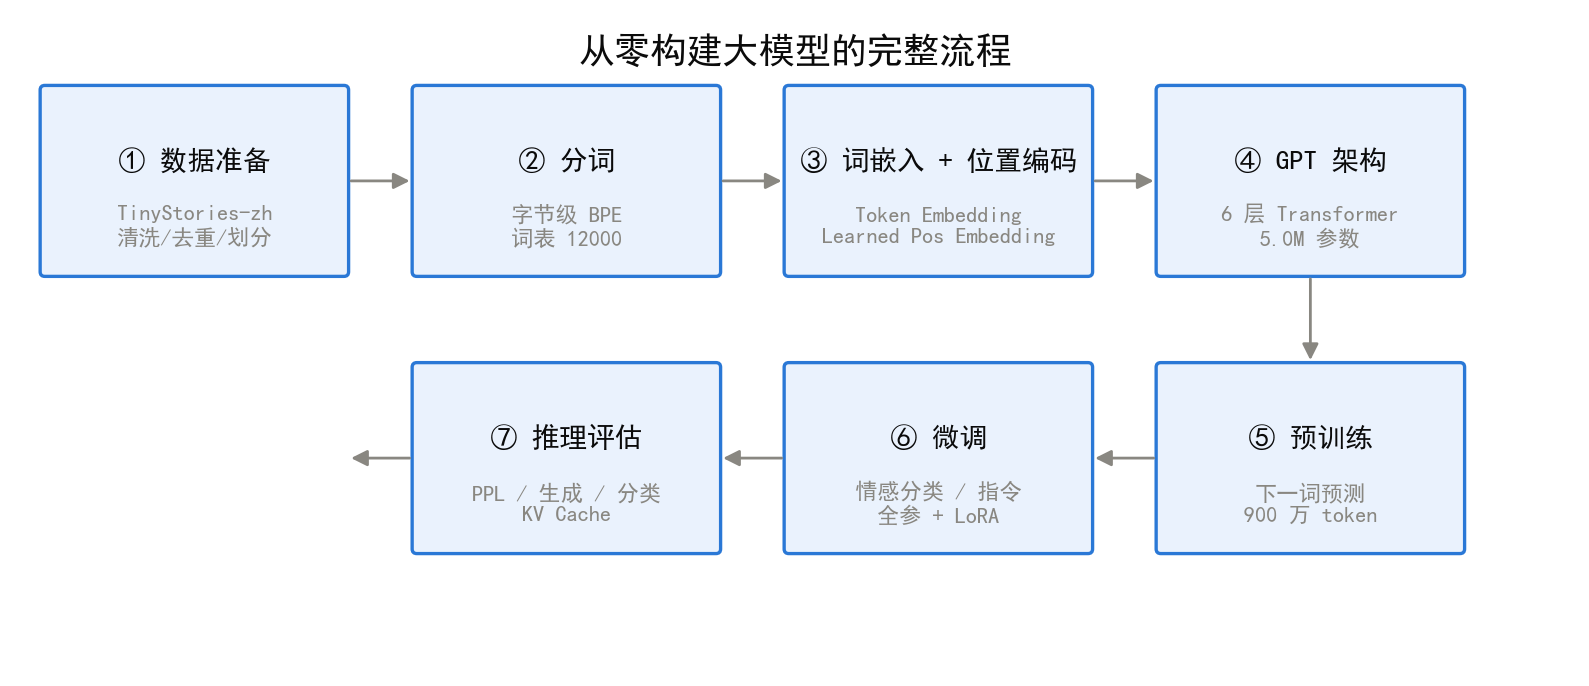 从零构建大模型的完整流程
① 数据准备
TinyStories-zh
清洗/去重/划分
② 分词
字节级 BPE
词表 12000
③ 词嵌入 + 位置编码
Token Embedding
Learned Pos Embedding
④ GPT 架构
6 层 Transformer
5.0M 参数
⑤ 预训练
下一词预测
900 万 token
⑥ 微调
情感分类 / 指令
全参 + LoRA
⑦ 推理评估
PPL / 生成 / 分类
KV Cache